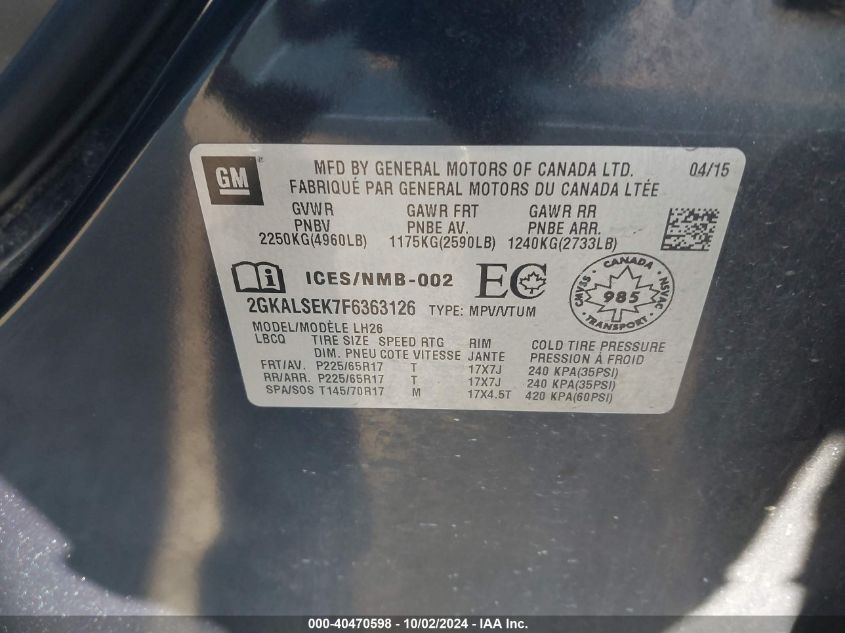 GM
MFD BY GENERAL MOTORS OF CANADA LTD. 04/15
FABRIQUÉ PAR GENERAL MOTORS DU CANADA LTÉE
GVWR GAWR FRT GAWR RR
PNBV PNBE AV. PNBE ARR.
2250KG(4960LB) 1175KG(2590LB) 1240KG(2733LB)
ICES/NMB-002 EC
CANADA
CMVSS 985 NSVAC
TRANSPORT
2GKALSEK7F6363126 TYPE: MPV/VTUM
MODEL/MODÈLE LH26
LBCQ TIRE SIZE SPEED RTG RIM COLD TIRE PRESSURE
DIM. PNEU COTE VITESSE JANTE PRESSION À FROID
FRT/AV. P225/65R17 T 17X7J 240 KPA(35PSI)
RR/ARR. P225/65R17 T 17X7J 240 KPA(35PSI)
SPA/SOS T145/70R17 M 17X4.5T 420 KPA(60PSI)
000-40470598 - 10/02/2024 - IAA Inc.